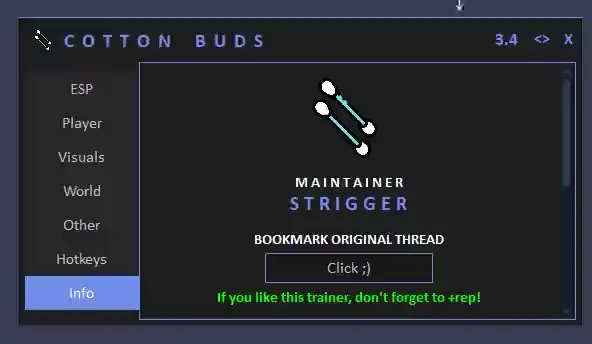 COTTON BUDS
3.4 <> X
ESP
Player
Visuals
World
Other
Hotkeys
Info
MAINTAINER
STRIGGER
BOOKMARK ORIGINAL THREAD
Click ;)
If you like this trainer, don't forget to +rep!